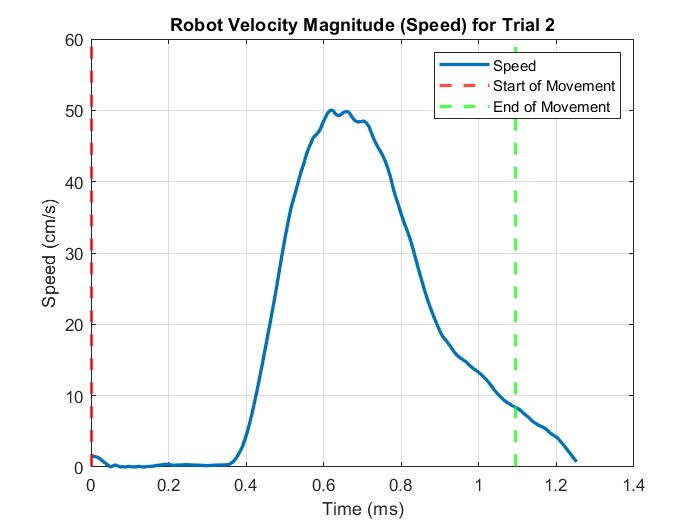 Robot Velocity Magnitude (Speed) for Trial 2
60
50
40
30
20
10
0
Speed (cm/s)
Speed
Start of Movement
End of Movement
0 0.2 0.4 0.6 0.8 1 1.2 1.4
Time (ms)